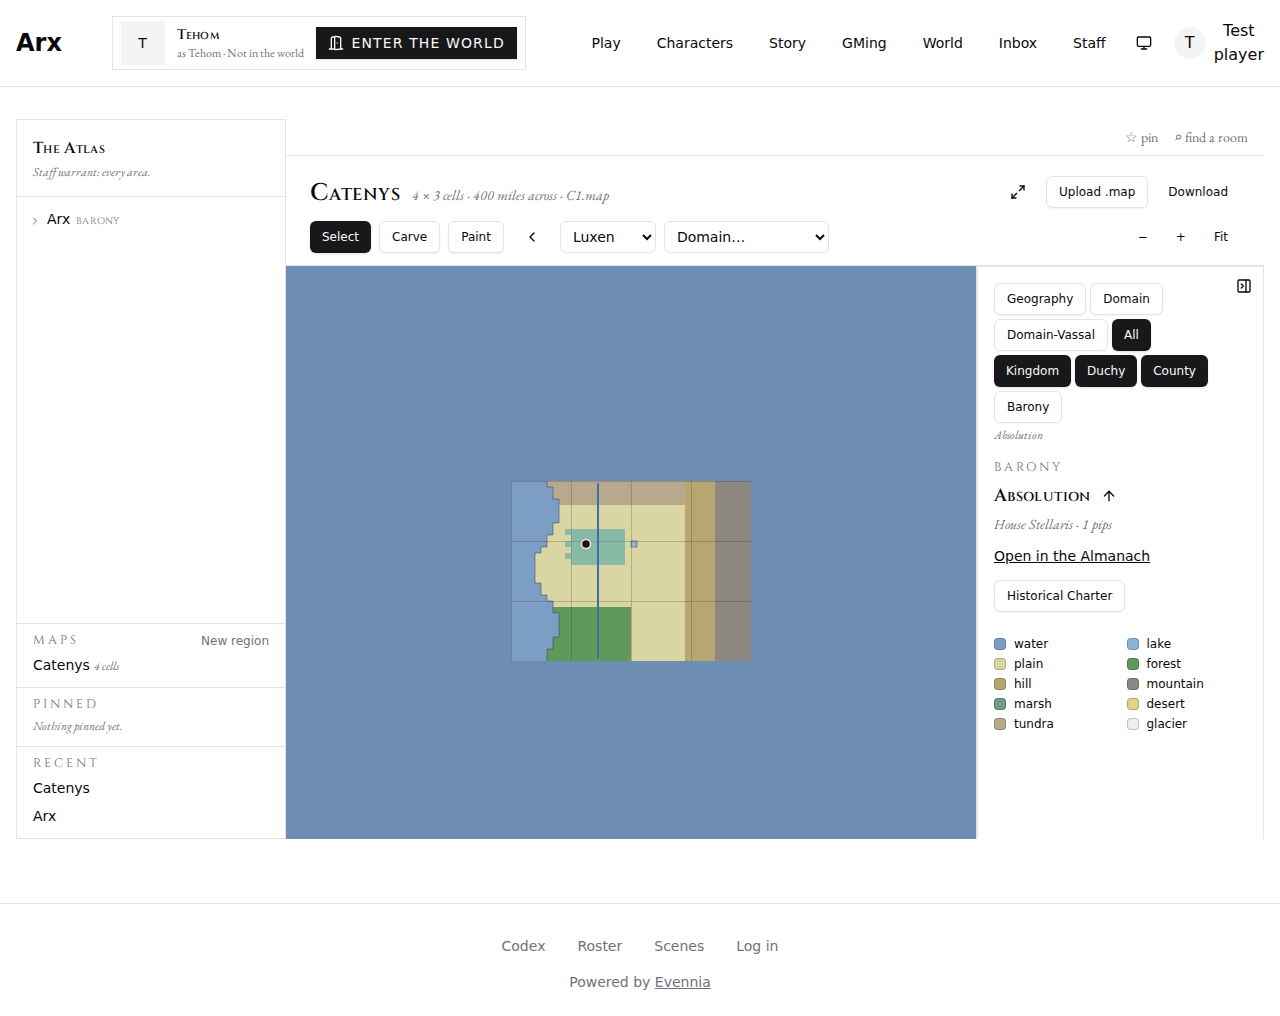 Arx
T
Tehom
as Tehom · Not in the world
ENTER THE WORLD
Play
Characters
Story
GMing
World
Inbox
Staff
T
Test player
The Atlas
Staff warrant: every area.
Arx BARONY
MAPS
New region
Catenys 4 cells
PINNED
Nothing pinned yet.
RECENT
Catenys
Arx
☆ pin
⌕ find a room
Catenys 4 × 3 cells · 400 miles across · C1.map
Upload .map
Download
Select
Carve
Paint
Luxen
Domain...
−
+
Fit
Geography
Domain
Domain-Vassal
All
Kingdom
Duchy
County
Barony
Absolution
BARONY
Absolution
House Stellaris · 1 pips
Open in the Almanach
Historical Charter
water
lake
plain
forest
hill
mountain
marsh
desert
tundra
glacier
Codex
Roster
Scenes
Log in
Powered by Evennia